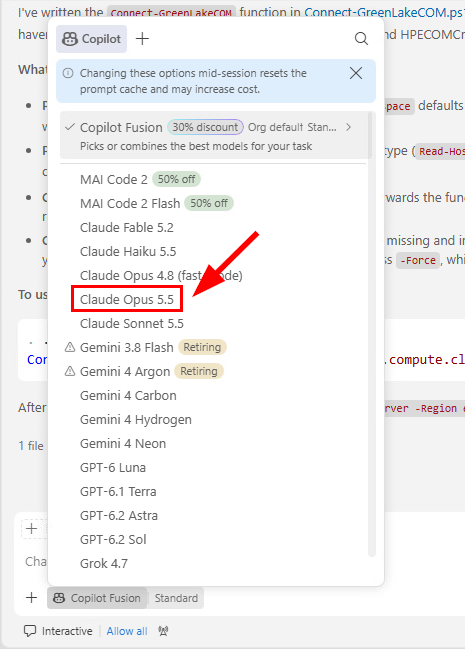 I've written the Connect-GreenLakeCOM function in Connect-GreenLakeCOM.ps
haven
Copilot
nd HPECOMCr
Changing these options mid-session resets the
prompt cache and may increase cost.
What
P
pace defaults
w
Copilot Fusion 30% discount Org default Stan...
Picks or combines the best models for your task
P
type (Read-Hos
c
MAI Code 2 50% off
MAI Code 2 Flash 50% off
C
wards the fun
r
Claude Fable 5.2
C
missing and in
y
ss -Force, whi
Claude Haiku 5.5
Claude Opus 4.8 (fast mode)
Claude Opus 5.5
To us
Claude Sonnet 5.5
. .
Gemini 3.8 Flash Retiring
Con
.compute.cl
Gemini 4 Argon Retiring
Gemini 4 Carbon
After
rver -Region e
Gemini 4 Hydrogen
1 file
Gemini 4 Neon
GPT-6 Luna
GPT-6.1 Terra
GPT-6.2 Astra
GPT-6.2 Sol
Cha
Grok 4.7
Copilot Fusion Standard
Interactive Allow all